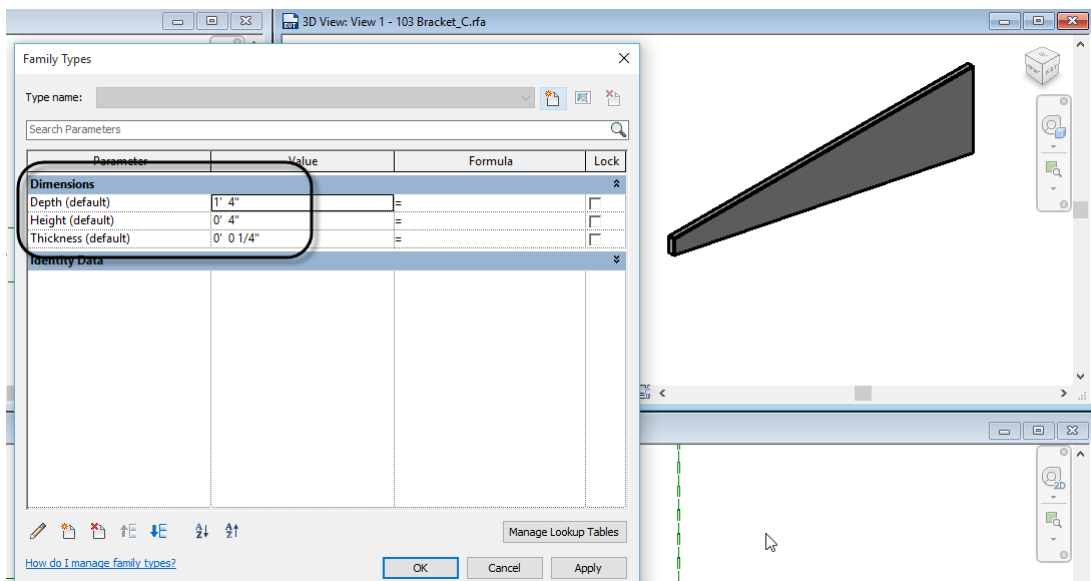 3D View: View 1 - 103 Bracket_C.rfa
Family Types
Type name:
Search Parameters
Parameter Value Formula Lock
Dimensions
Depth (default) 1' 4" =
Height (default) 0' 4" =
Thickness (default) 0' 0 1/4" =
Identity Data
Manage Lookup Tables
How do I manage family types?
OK Cancel Apply
2D